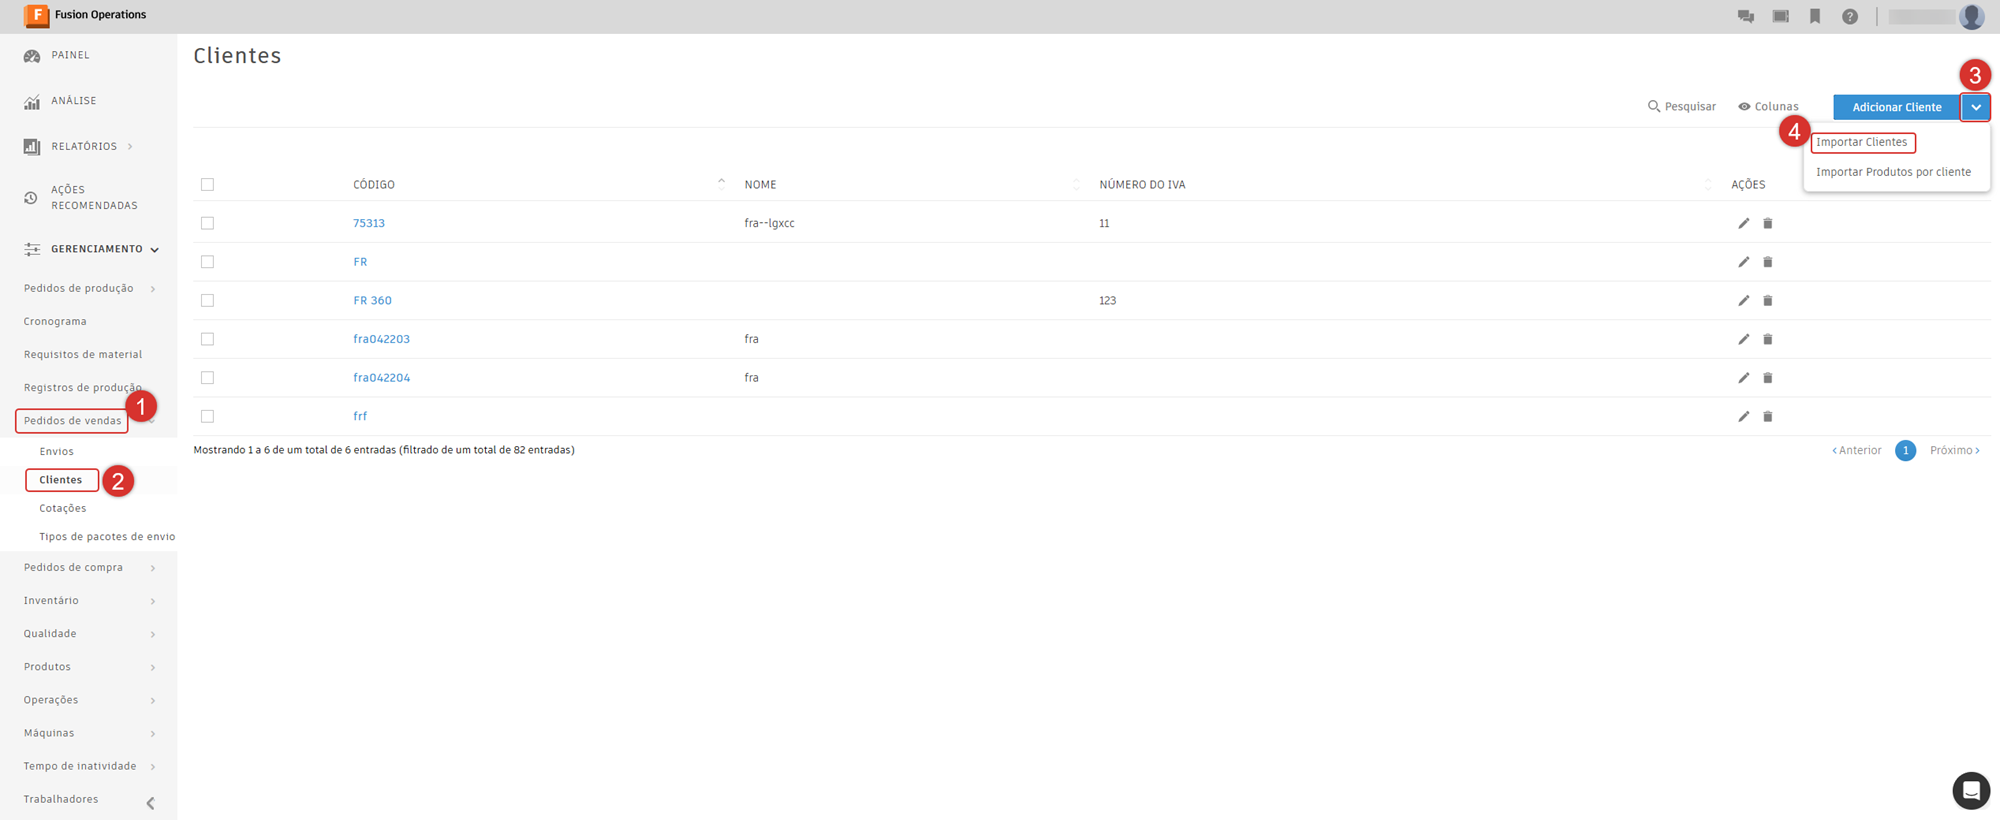 F Fusion Operations
PAINEL
ANÁLISE
RELATÓRIOS
AÇÕES
RECOMENDADAS
GERENCIAMENTO
Pedidos de produção
Cronograma
Requisitos de material
Registros de produção
Pedidos de vendas
1
Envios
Clientes
2
Cotações
Tipos de pacotes de envio
Pedidos de compra
Inventário
Qualidade
Produtos
Operações
Máquinas
Tempo de inatividade
Trabalhadores
?
Clientes
3
Pesquisar Colunas Adicionar Cliente
4
Importar Clientes
Importar Produtos por cliente
CÓDIGO NOME NÚMERO DO IVA AÇÕES
75313 fra--lgxcc 11
FR
FR 360 123
fra042203 fra
fra042204 fra
frf
Mostrando 1 a 6 de um total de 6 entradas (filtrado de um total de 82 entradas)
Anterior 1 Próximo